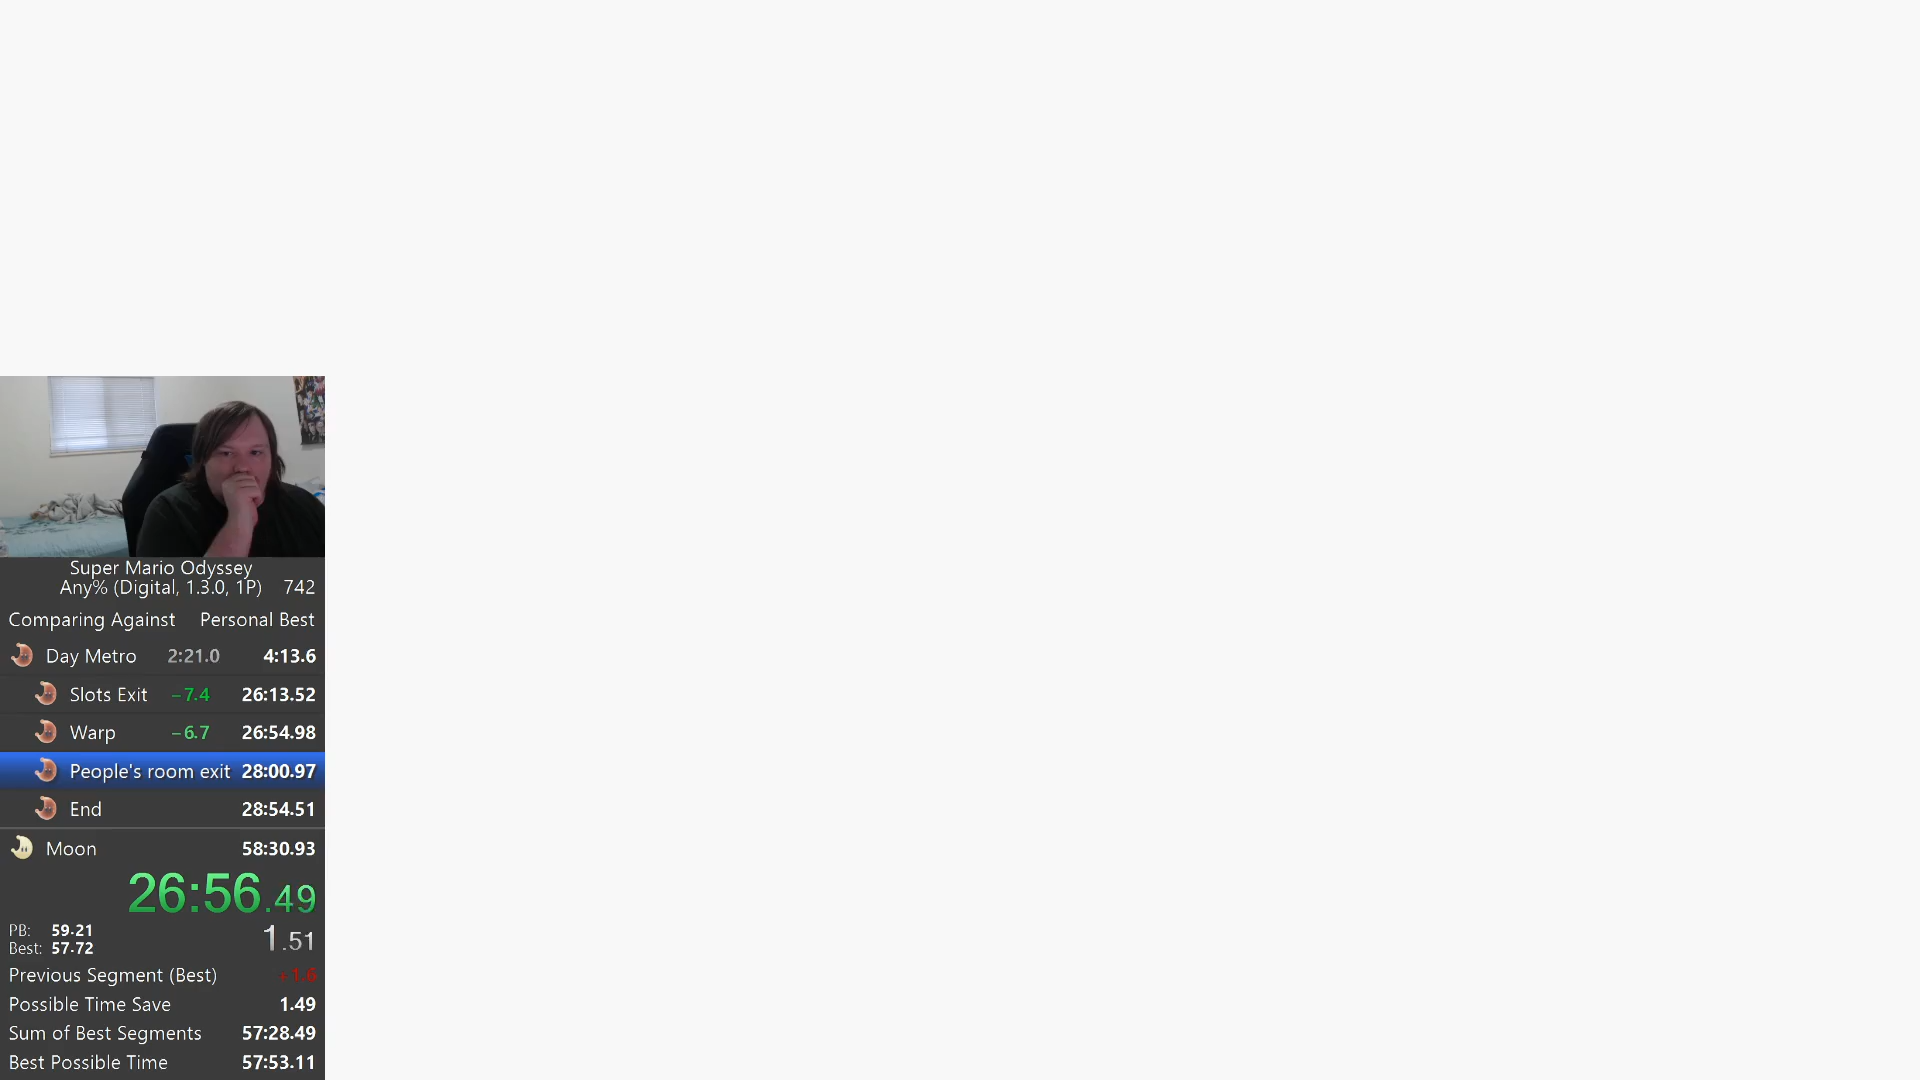 Super Mario Odyssey
Any% (Digital, 1.3.0, 1P) 742
Comparing Against Personal Best
Day Metro 2:21.0 4:13.6
Slots Exit −7.4 26:13.52
Warp −6.7 26:54.98
People's room exit 28:00.97
End 28:54.51
Moon 58:30.93
26:56.49
PB: 59.21
1.51
Best: 57.72
Previous Segment (Best) +1.6
Possible Time Save 1.49
Sum of Best Segments 57:28.49
Best Possible Time 57:53.11